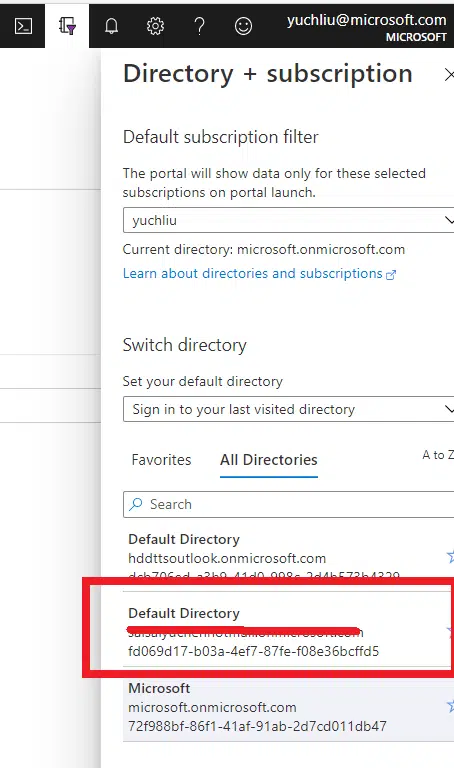 yuchliu@microsoft.com
MICROSOFT
Directory + subscription
Default subscription filter
The portal will show data only for these selected
subscriptions on portal launch.
yuchliu
Current directory: microsoft.onmicrosoft.com
Learn about directories and subscriptions
Switch directory
Set your default directory
Sign in to your last visited directory
Favorites All Directories A to Z
Search
Default Directory
hddttsoutlook.onmicrosoft.com
Default Directory
fd069d17-b03a-4ef7-87fe-f08e36bcffd5
Microsoft
microsoft.onmicrosoft.com
72f988bf-86f1-41af-91ab-2d7cd011db47